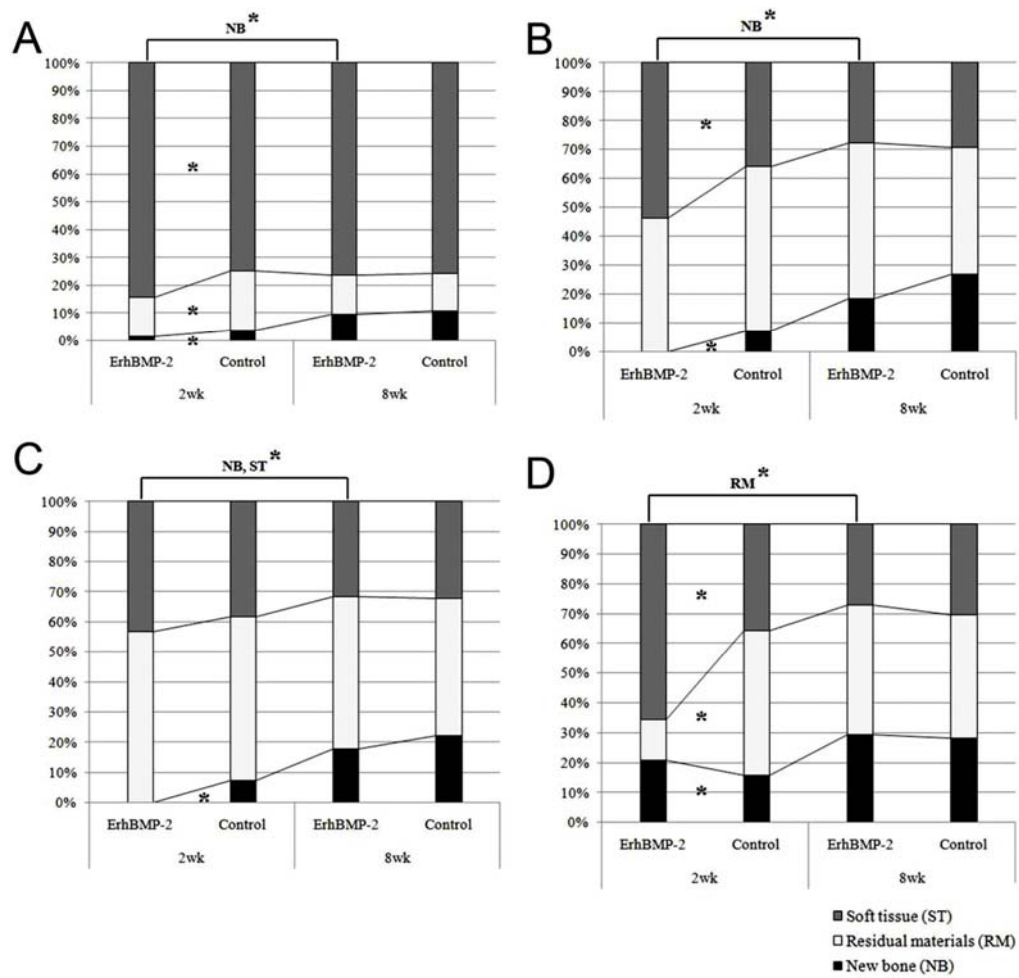 A
NB*
100%
90%
80%
70%
60%
50%
40%
30%
20%
10%
0%
*
*
*
ErhBMP-2 Control ErhBMP-2 Control
2wk 8wk
B
NB*
100%
90%
80%
70%
60%
50%
40%
30%
20%
10%
0%
*
*
ErhBMP-2 Control ErhBMP-2 Control
2wk 8wk
C
NB, ST*
100%
90%
80%
70%
60%
50%
40%
30%
20%
10%
0%
*
ErhBMP-2 Control ErhBMP-2 Control
2wk 8wk
D
RM*
100%
90%
80%
70%
60%
50%
40%
30%
20%
10%
0%
*
*
*
ErhBMP-2 Control ErhBMP-2 Control
2wk 8wk
Soft tissue (ST)
Residual materials (RM)
New bone (NB)